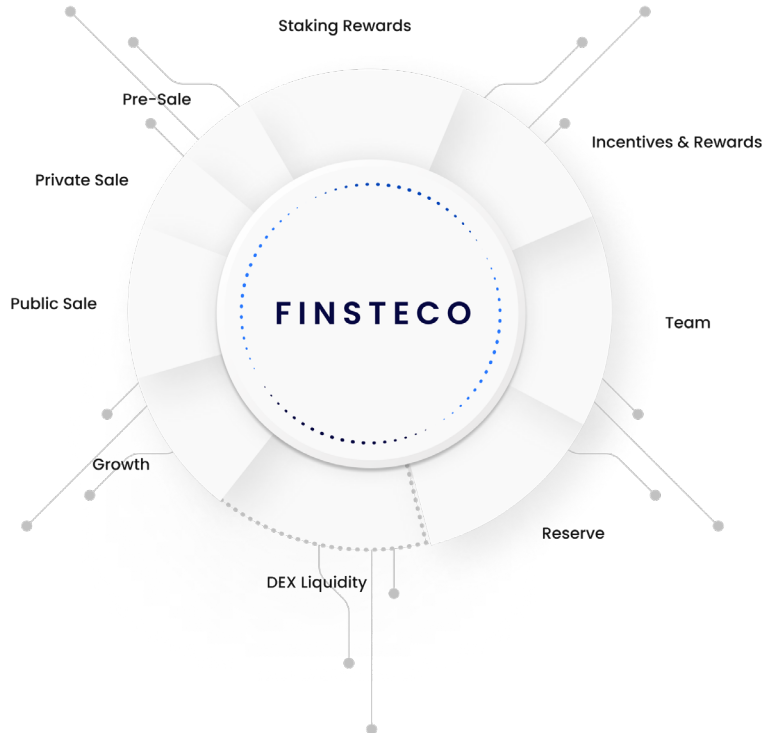 Staking Rewards
Pre-Sale
Incentives & Rewards
Private Sale
Public Sale
FINSTECO
Team
Growth
Reserve
DEX Liquidity